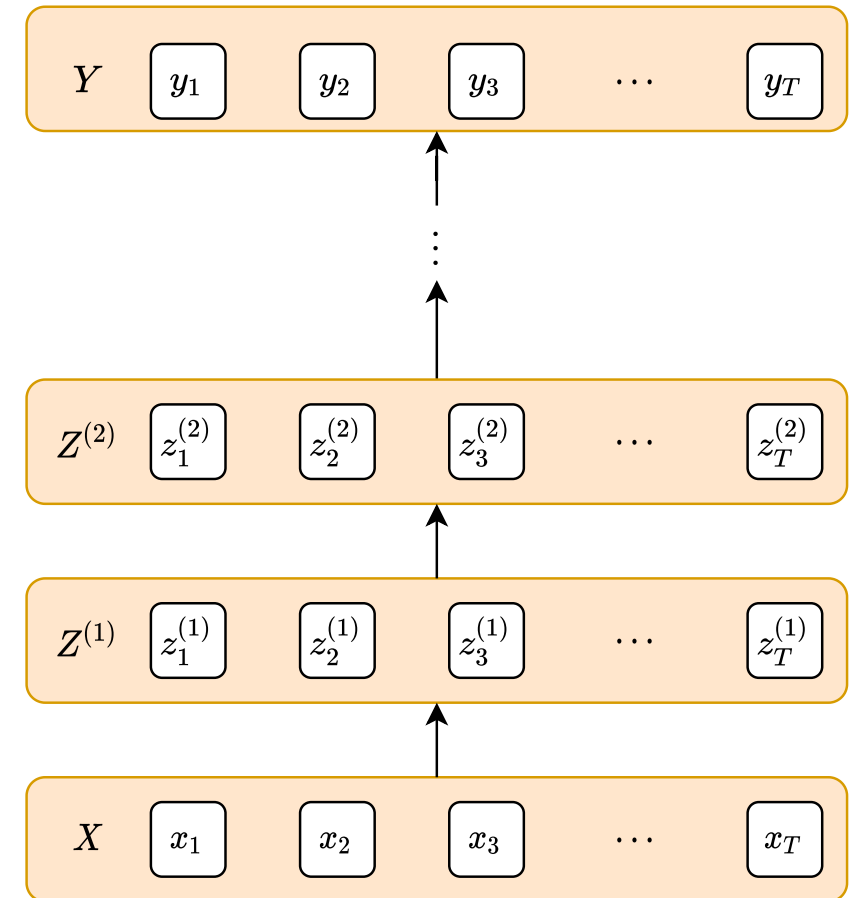 Y y₁ y₂ y₃ ⋯ y_T
⋮
Z⁽²⁾ z₁⁽²⁾ z₂⁽²⁾ z₃⁽²⁾ ⋯ z_T⁽²⁾
Z⁽¹⁾ z₁⁽¹⁾ z₂⁽¹⁾ z₃⁽¹⁾ ⋯ z_T⁽¹⁾
X x₁ x₂ x₃ ⋯ x_T